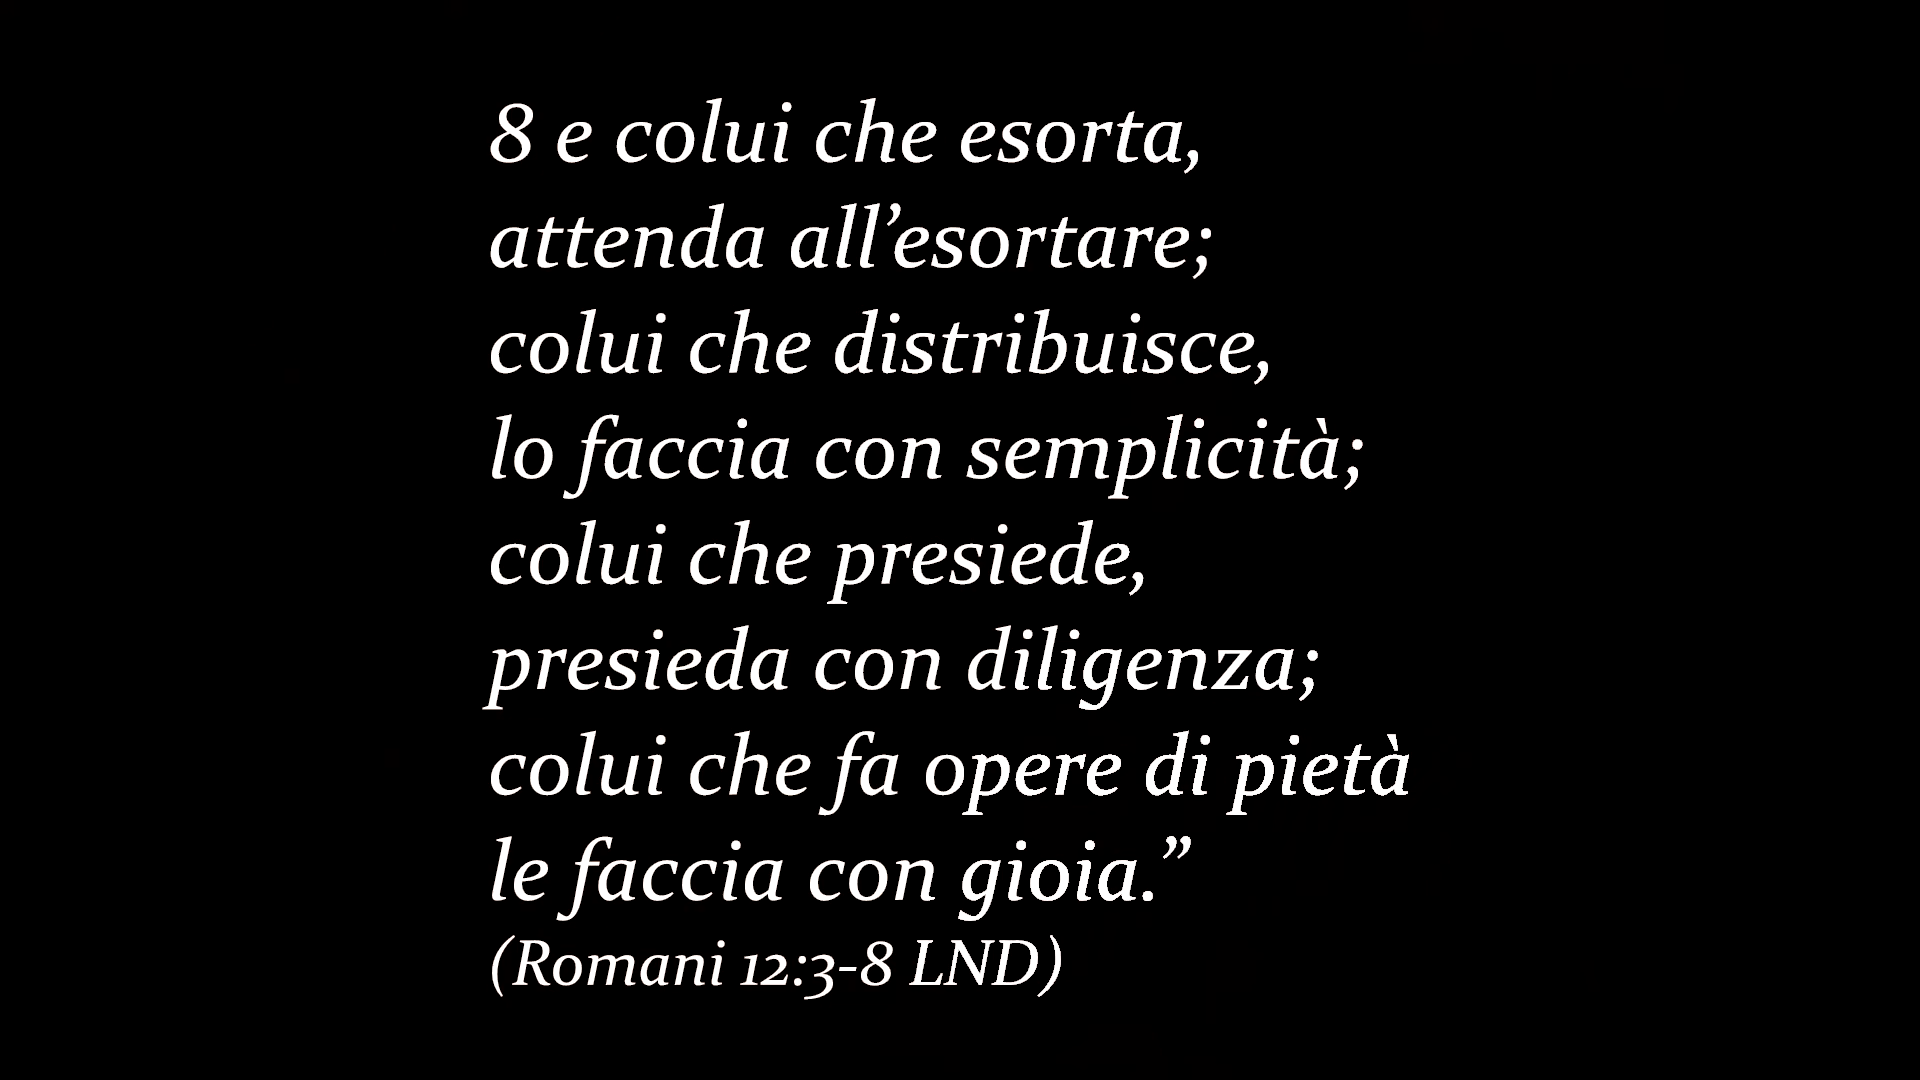 8 e colui che esorta,
attenda all’esortare;
colui che distribuisce,
lo faccia con semplicità;
colui che presiede,
presieda con diligenza;
colui che fa opere di pietà
le faccia con gioia.”
(Romani 12:3-8 LND)